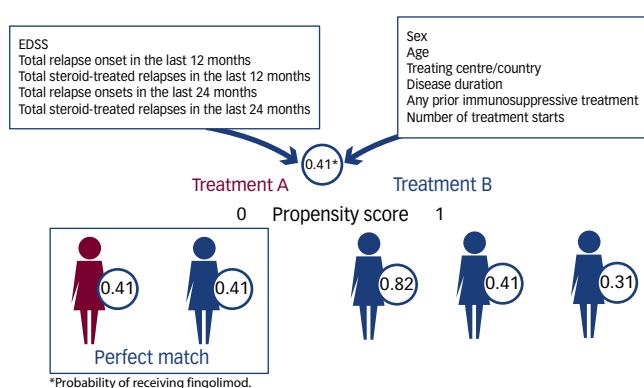 EDSS
Total relapse onset in the last 12 months
Total steroid-treated relapses in the last 12 months
Total relapse onsets in the last 24 months
Total steroid-treated relapses in the last 24 months
Sex
Age
Treating centre/country
Disease duration
Any prior immunosuppressive treatment
Number of treatment starts
0.41*
Treatment A
Treatment B
0 Propensity score 1
0.41
0.41
0.82
0.41
0.31
Perfect match
*Probability of receiving fingolimod.